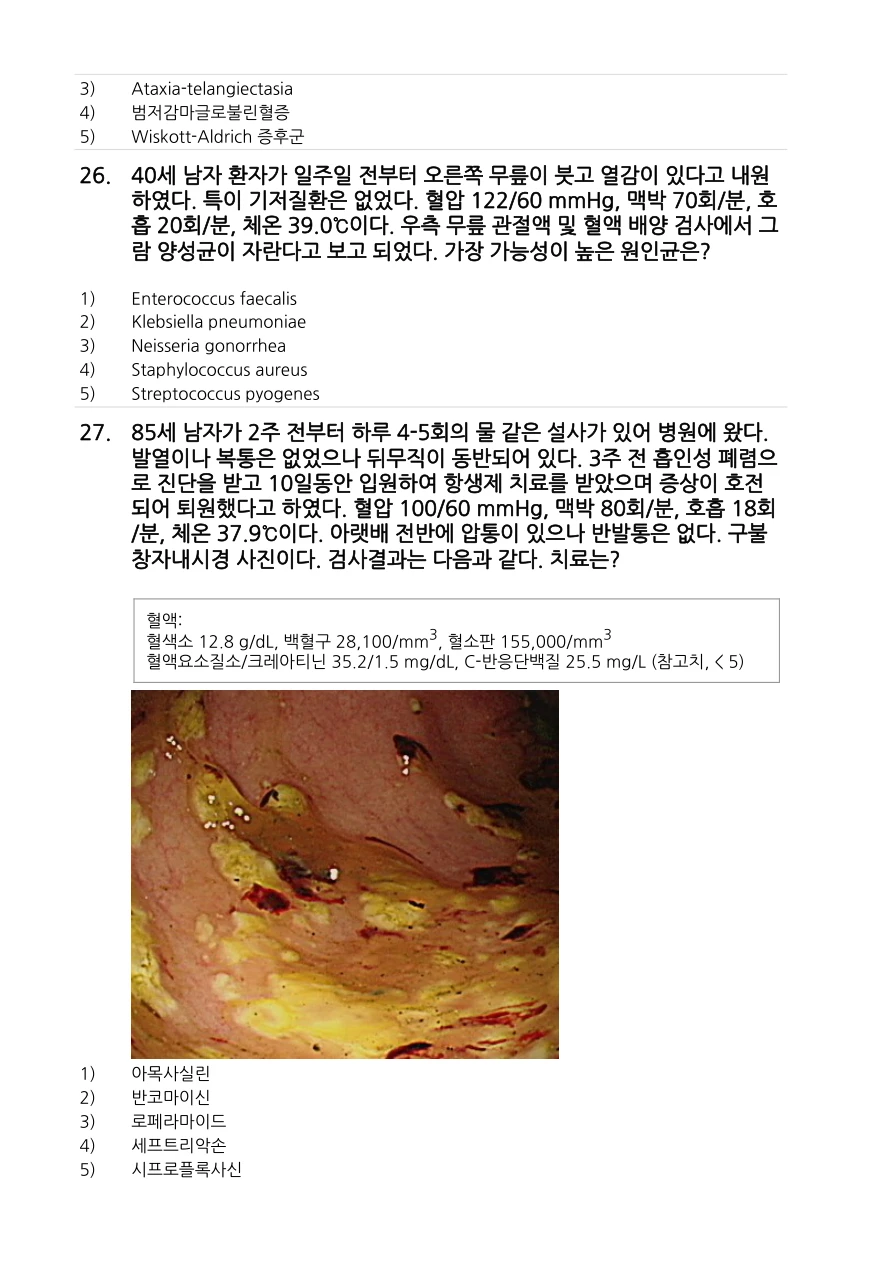 3) Ataxia-telangiectasia
4) 범저감마글로불린혈증
5) Wiskott-Aldrich 증후군
26. 40세 남자 환자가 일주일 전부터 오른쪽 무릎이 붓고 열감이 있다고 내원
하였다. 특이 기저질환은 없었다. 혈압 122/60 mmHg, 맥박 70회/분, 호
흡 20회/분, 체온 39.0℃이다. 우측 무릎 관절액 및 혈액 배양 검사에서 그
람 양성균이 자란다고 보고 되었다. 가장 가능성이 높은 원인균은?
1) Enterococcus faecalis
2) Klebsiella pneumoniae
3) Neisseria gonorrhea
4) Staphylococcus aureus
5) Streptococcus pyogenes
27. 85세 남자가 2주 전부터 하루 4-5회의 물 같은 설사가 있어 병원에 왔다.
발열이나 복통은 없었으나 뒤무직이 동반되어 있다. 3주 전 흡인성 폐렴으
로 진단을 받고 10일동안 입원하여 항생제 치료를 받았으며 증상이 호전
되어 퇴원했다고 하였다. 혈압 100/60 mmHg, 맥박 80회/분, 호흡 18회
/분, 체온 37.9℃이다. 아랫배 전반에 압통이 있으나 반발통은 없다. 구불
창자내시경 사진이다. 검사결과는 다음과 같다. 치료는?
혈액:
혈색소 12.8 g/dL, 백혈구 28,100/mm³, 혈소판 155,000/mm³
혈액요소질소/크레아티닌 35.2/1.5 mg/dL, C-반응단백질 25.5 mg/L (참고치, < 5)
1) 아목사실린
2) 반코마이신
3) 로페라마이드
4) 세프트리악손
5) 시프로플록사신